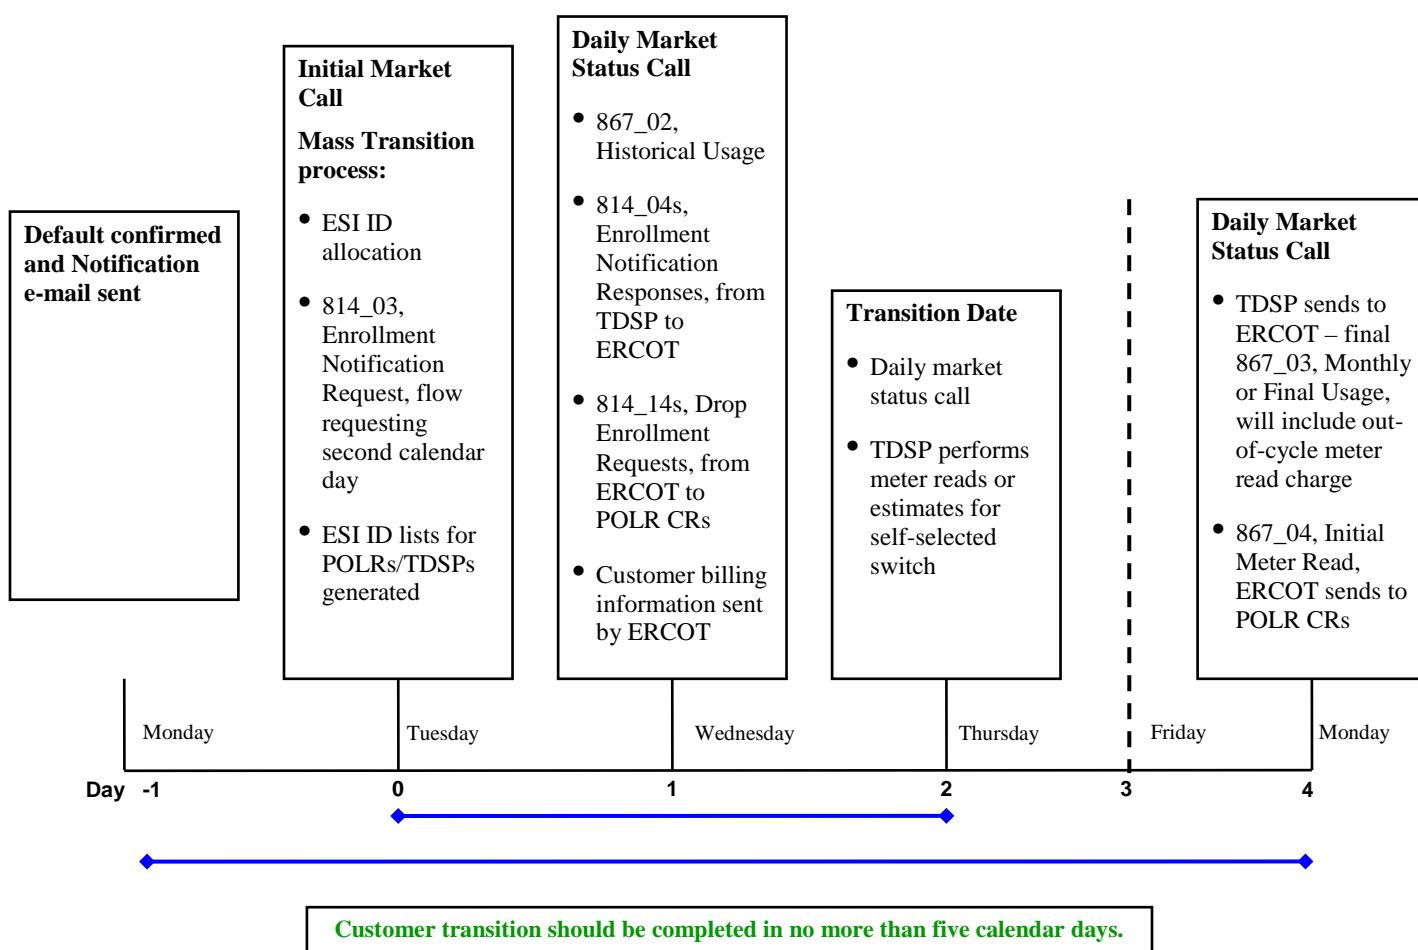 Default confirmed
and Notification
e-mail sent
Initial Market
Call
Mass Transition
process:
• ESI ID
allocation
• 814_03,
Enrollment
Notification
Request, flow
requesting
second calendar
day
• ESI ID lists for
POLRs/TDSPs
generated
Daily Market
Status Call
• 867_02,
Historical Usage
• 814_04s,
Enrollment
Notification
Responses, from
TDSP to
ERCOT
• 814_14s, Drop
Enrollment
Requests, from
ERCOT to
POLR CRs
• Customer billing
information sent
by ERCOT
Transition Date
• Daily market
status call
• TDSP performs
meter reads or
estimates for
self-selected
switch
Daily Market
Status Call
• TDSP sends to
ERCOT – final
867_03, Monthly
or Final Usage,
will include out-
of-cycle meter
read charge
• 867_04, Initial
Meter Read,
ERCOT sends to
POLR CRs
Monday
Tuesday
Wednesday
Thursday
Friday
Monday
Day -1
0
1
2
3
4
Customer transition should be completed in no more than five calendar days.